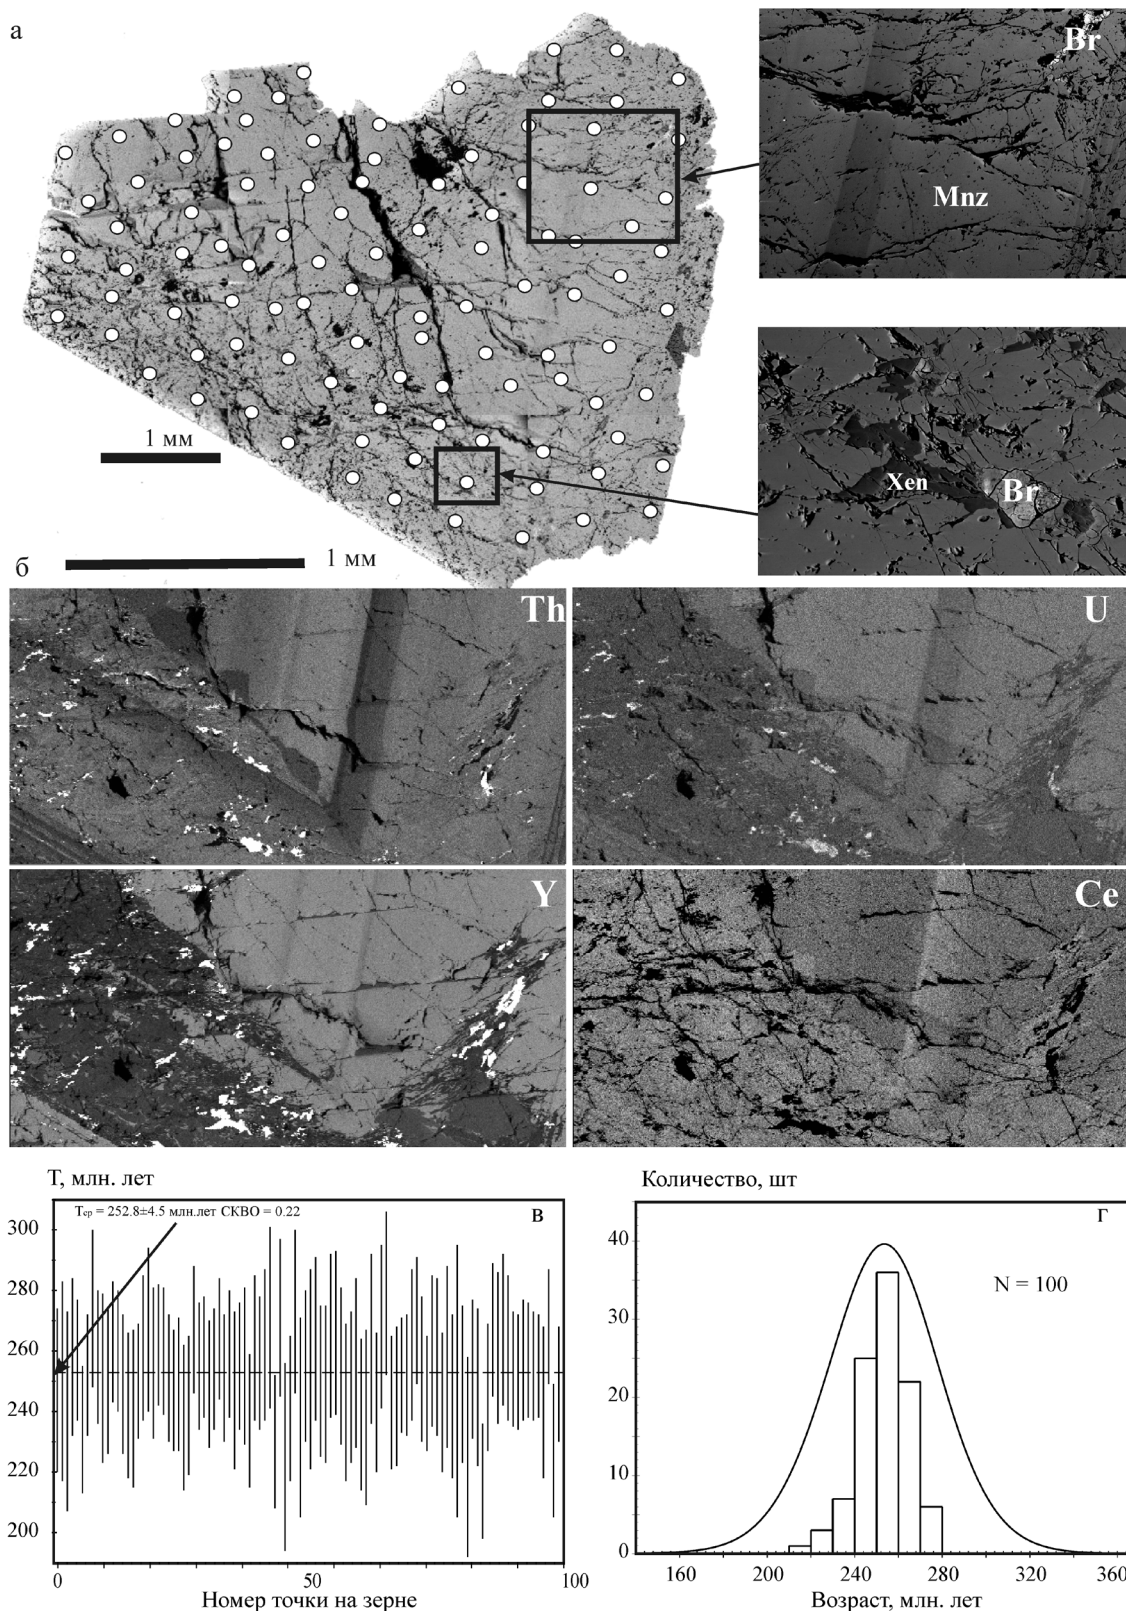 а
Br
Mnz
1 мм
Xen
Br
б
1 мм
Th
U
Y
Ce
Т, млн. лет
в
Tср = 252.8±4.5 млн.лет СКВО = 0.22
300
280
260
240
220
200
0
50
100
Номер точки на зерне
Количество, шт
г
40
N = 100
30
20
10
0
160
200
240
280
320
360
Возраст, млн. лет